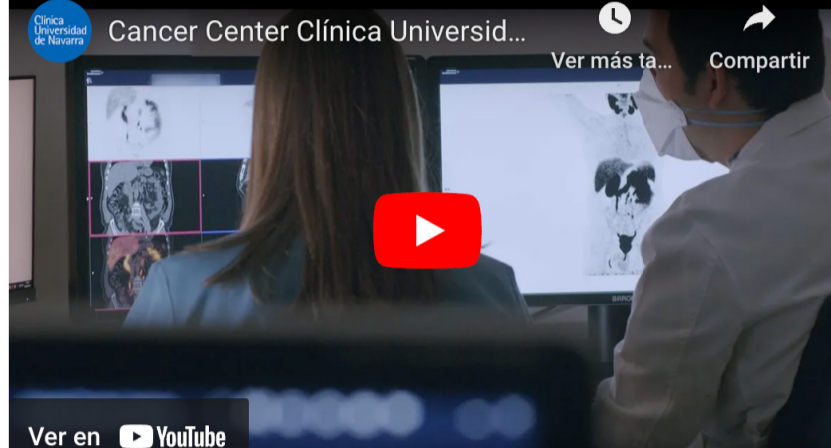 Clínica
Universidad
de Navarra
Cancer Center Clínica Universid...
Ver más ta...
Compartir
Ver en YouTube